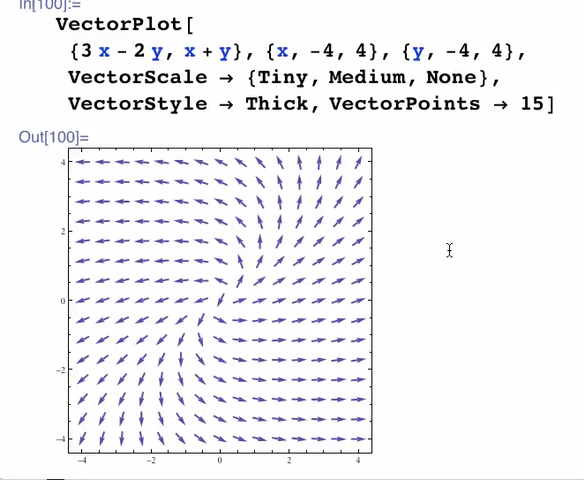 In[100]:=
VectorPlot[
{3 x - 2 y, x + y}, {x, -4, 4}, {y, -4, 4},
VectorScale → {Tiny, Medium, None},
VectorStyle → Thick, VectorPoints → 15]
Out[100]=
4
2
0
-2
-4
-4 -2 0 2 4